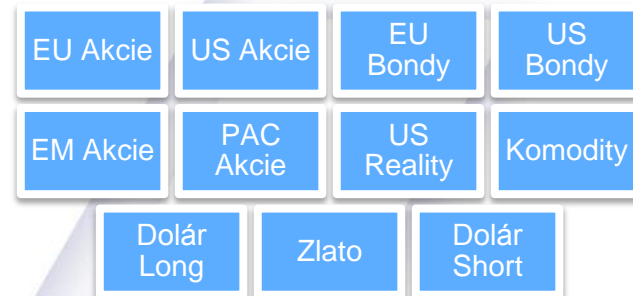 EU Akcie
US Akcie
EU
Bondy
US
Bondy
EM Akcie
PAC
Akcie
US
Reality
Komodity
Dolár
Long
Zlato
Dolár
Short